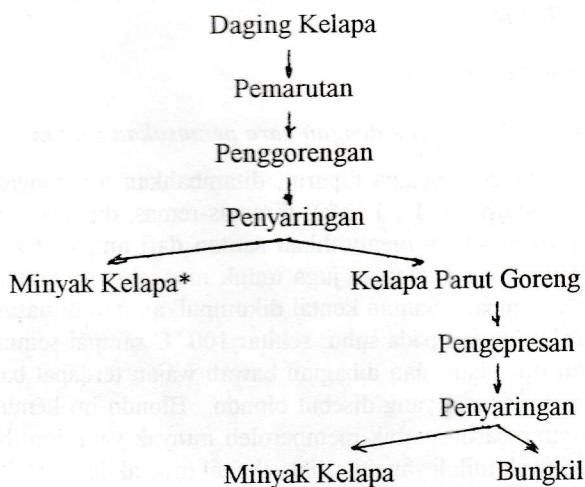 Daging Kelapa
Pemarutan
Penggorengan
Penyaringan
Minyak Kelapa* Kelapa Parut Goreng
Pengepresan
Penyaringan
Minyak Kelapa Bungkil